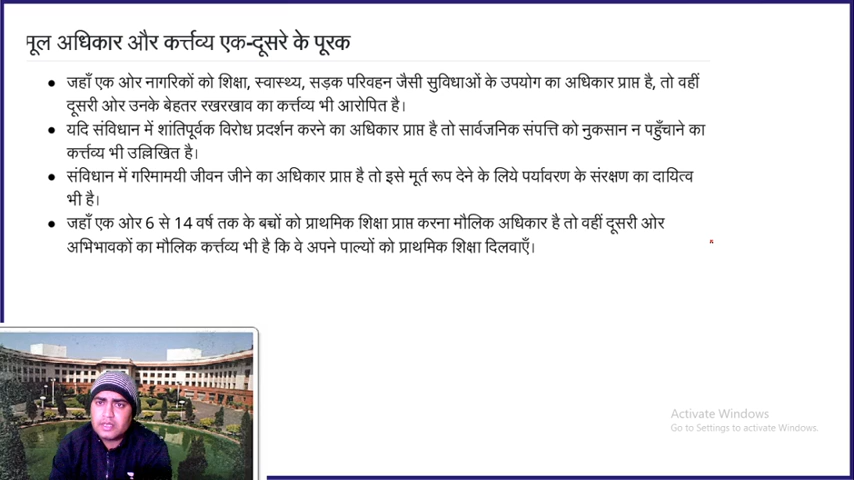 मूल अधिकार और कर्त्तव्य एक-दूसरे के पूरक
जहाँ एक ओर नागरिकों को शिक्षा, स्वास्थ्य, सड़क परिवहन जैसी सुविधाओं के उपयोग का अधिकार प्राप्त है, तो वहीं
दूसरी ओर उनके बेहतर रखरखाव का कर्त्तव्य भी आरोपित है।
यदि संविधान में शांतिपूर्वक विरोध प्रदर्शन करने का अधिकार प्राप्त है तो सार्वजनिक संपत्ति को नुकसान न पहुँचाने का
कर्त्तव्य भी उल्लिखित है।
संविधान में गरिमामयी जीवन जीने का अधिकार प्राप्त है तो इसे मूर्त रूप देने के लिये पर्यावरण के संरक्षण का दायित्व
भी है।
जहाँ एक ओर 6 से 14 वर्ष तक के बच्चों को प्राथमिक शिक्षा प्राप्त करना मौलिक अधिकार है तो वहीं दूसरी ओर
अभिभावकों का मौलिक कर्त्तव्य भी है कि वे अपने पाल्यों को प्राथमिक शिक्षा दिलवाएँ।
Activate Windows
Go to Settings to activate Windows.